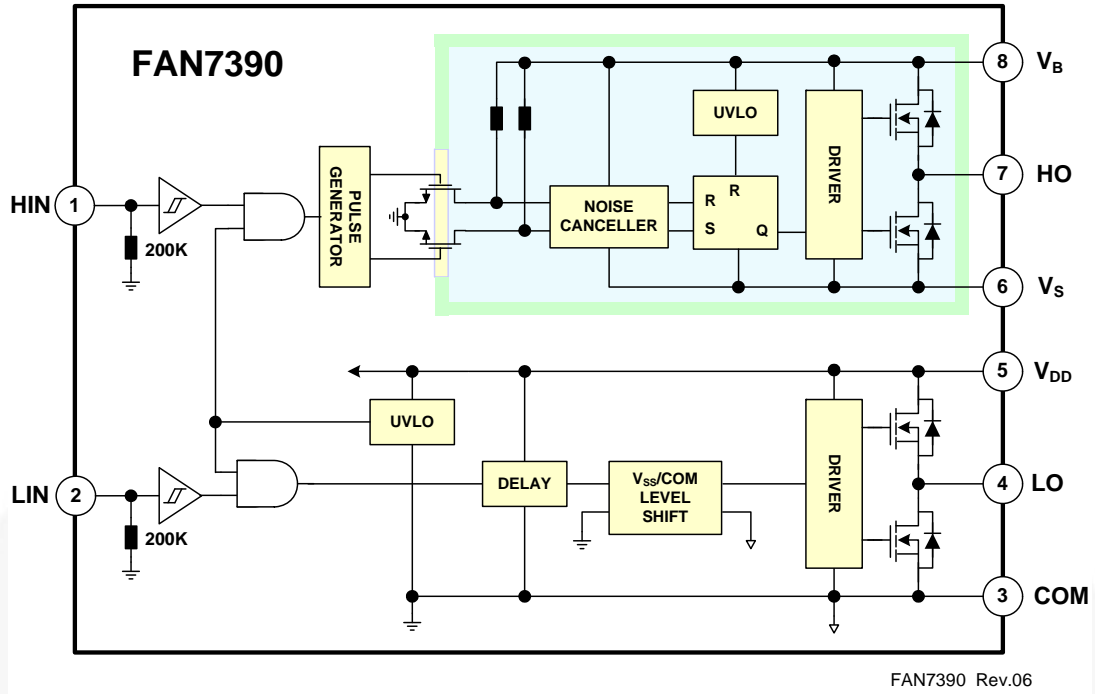 FAN7390
8 VB
UVLO
DRIVER
7 HO
HIN 1
PULSE
GENERATOR
NOISE
CANCELLER
R
R
S Q
200K
6 VS
5 VDD
UVLO
LIN 2
DELAY
VSS/COM
LEVEL
SHIFT
DRIVER
4 LO
200K
3 COM
FAN7390 Rev.06